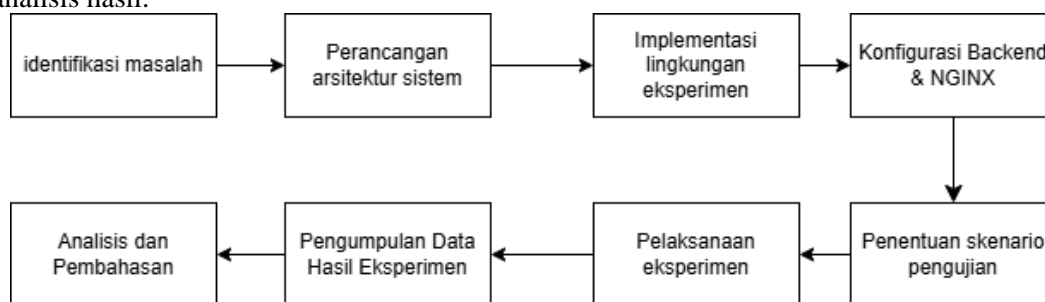 analisis hasil.
identifikasi masalah
Perancangan
arsitektur sistem
Implementasi
lingkungan
eksperimen
Konfigurasi Backend
& NGINX
Penentuan skenario
pengujian
Pelaksanaan
eksperimen
Pengumpulan Data
Hasil Eksperimen
Analisis dan
Pembahasan